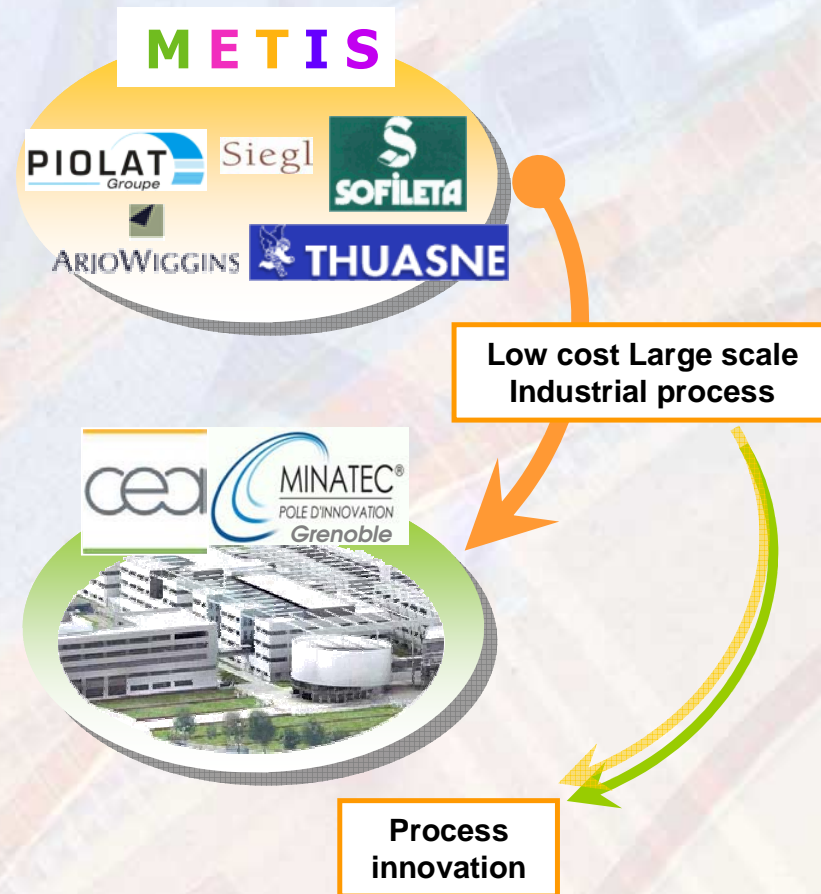 METIS
PIOLAT
Groupe
Siegl
S
SOFILETA
ARJOWIGGINS
THUASNE
Low cost Large scale
Industrial process
cea
MINATEC®
POLE D'INNOVATION
Grenoble
Process
innovation